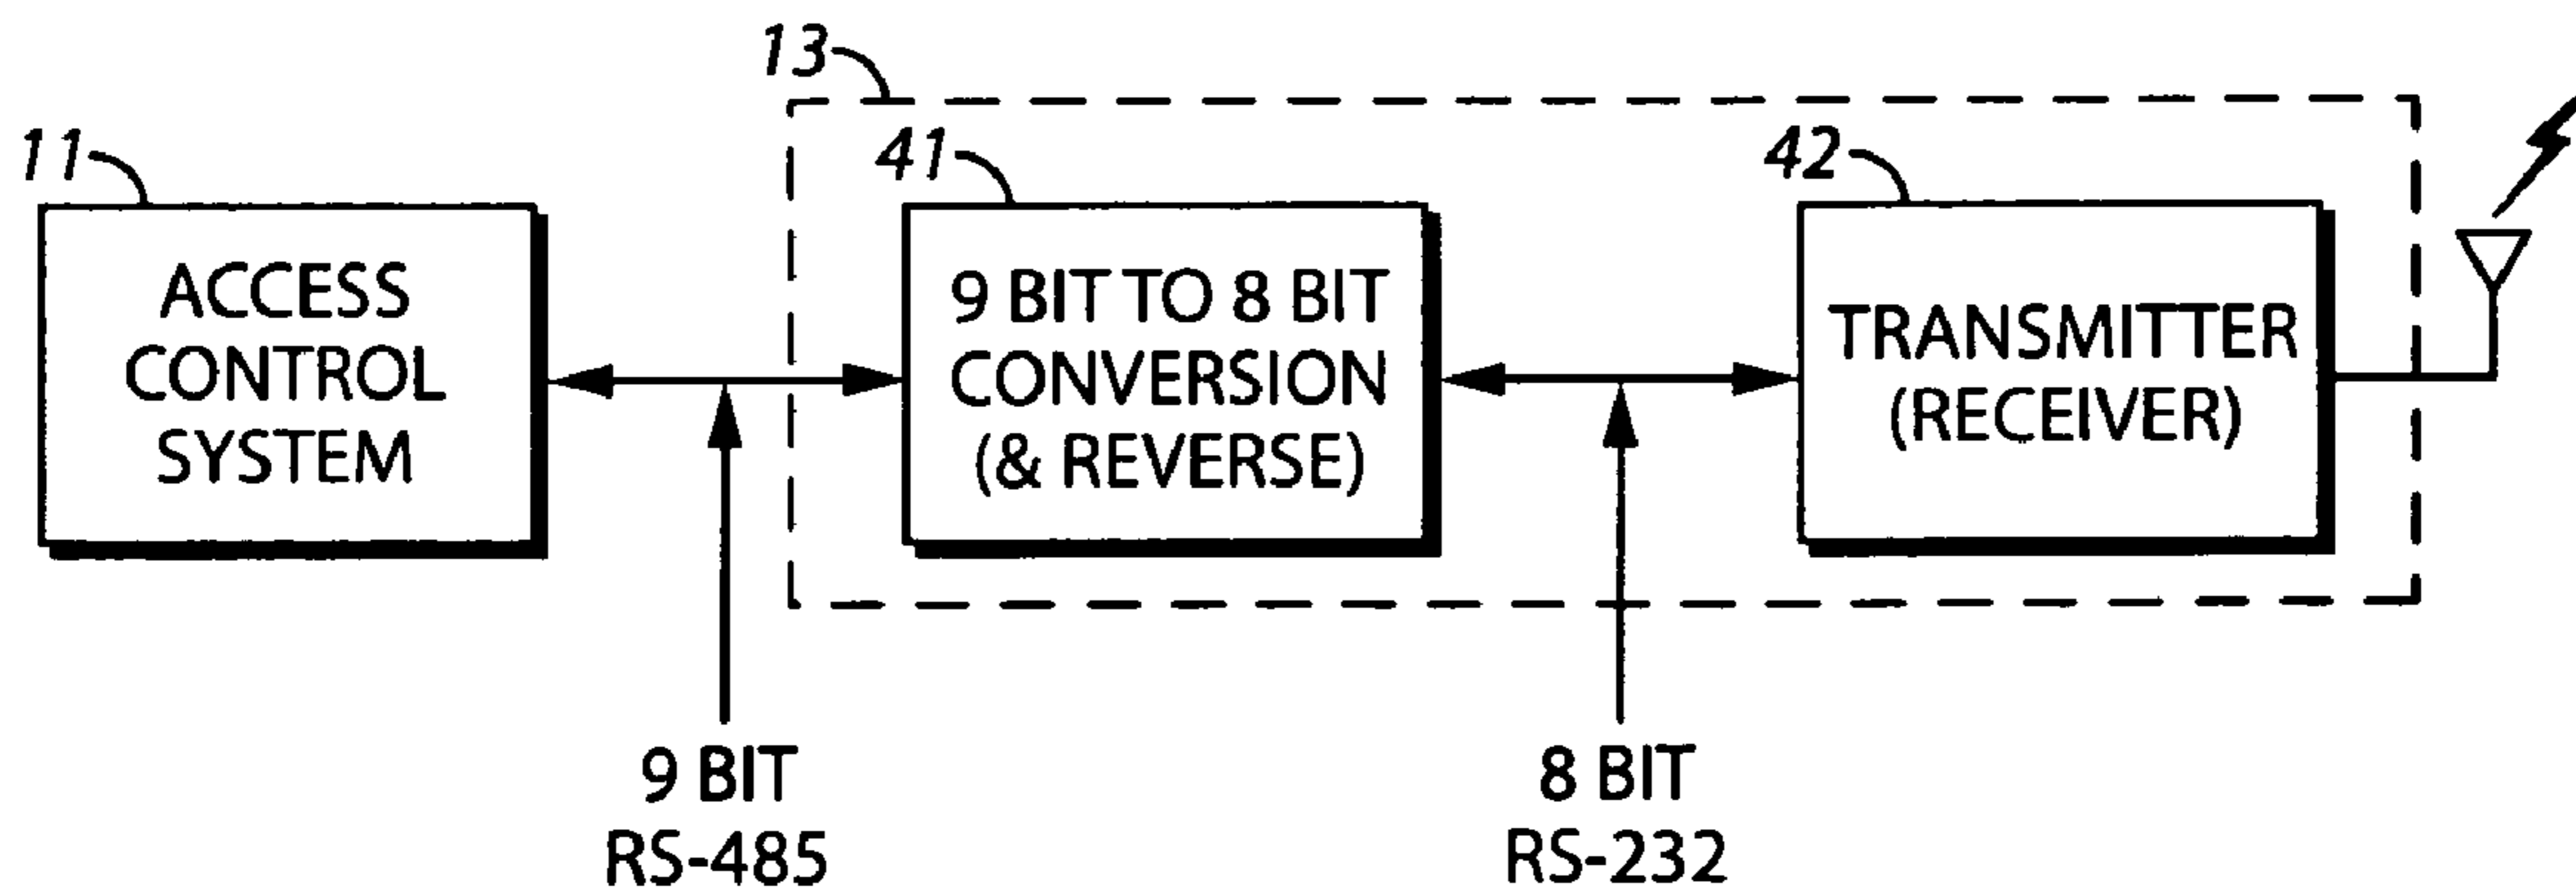 13
11
41
42
ACCESS
CONTROL
SYSTEM
9 BIT TO 8 BIT
CONVERSION
(& REVERSE)
TRANSMITTER
(RECEIVER)
9 BIT
RS-485
8 BIT
RS-232